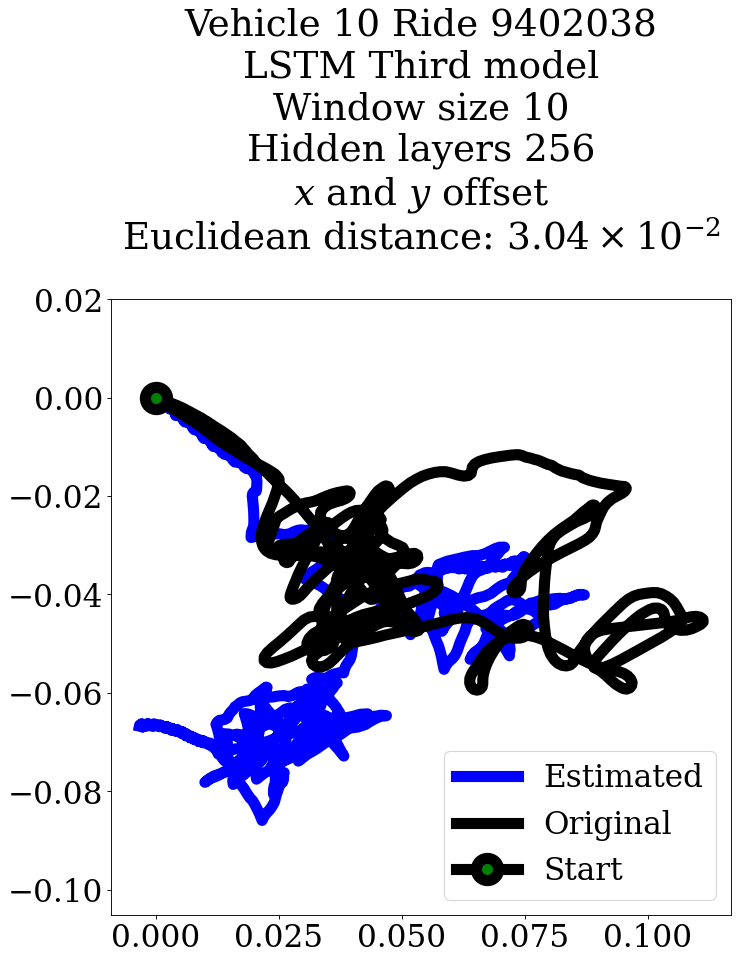 Vehicle 10 Ride 9402038
LSTM Third model
Window size 10
Hidden layers 256
x and y offset
Euclidean distance: 3.04 × 10⁻²
0.02
0.00
−0.02
−0.04
−0.06
−0.08
−0.10
Estimated
Original
Start
0.000 0.025 0.050 0.075 0.100